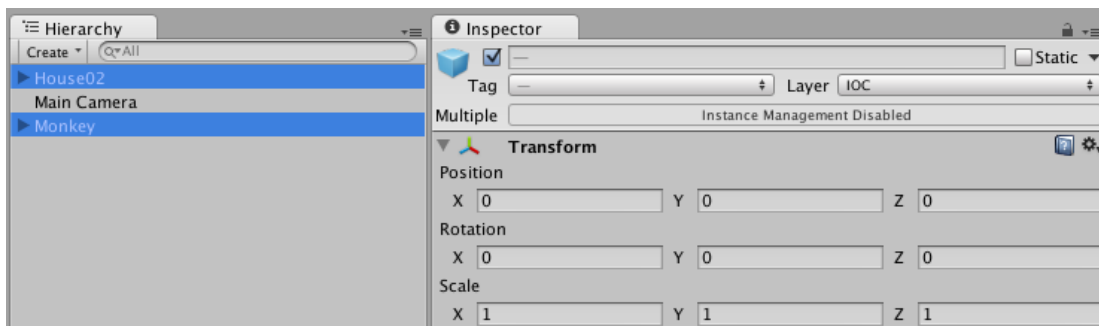 Hierarchy
Create
All
House02
Main Camera
Monkey
Inspector
—
Static
Tag — Layer IOC
Multiple Instance Management Disabled
Transform
Position
X 0 Y 0 Z 0
Rotation
X 0 Y 0 Z 0
Scale
X 1 Y 1 Z 1